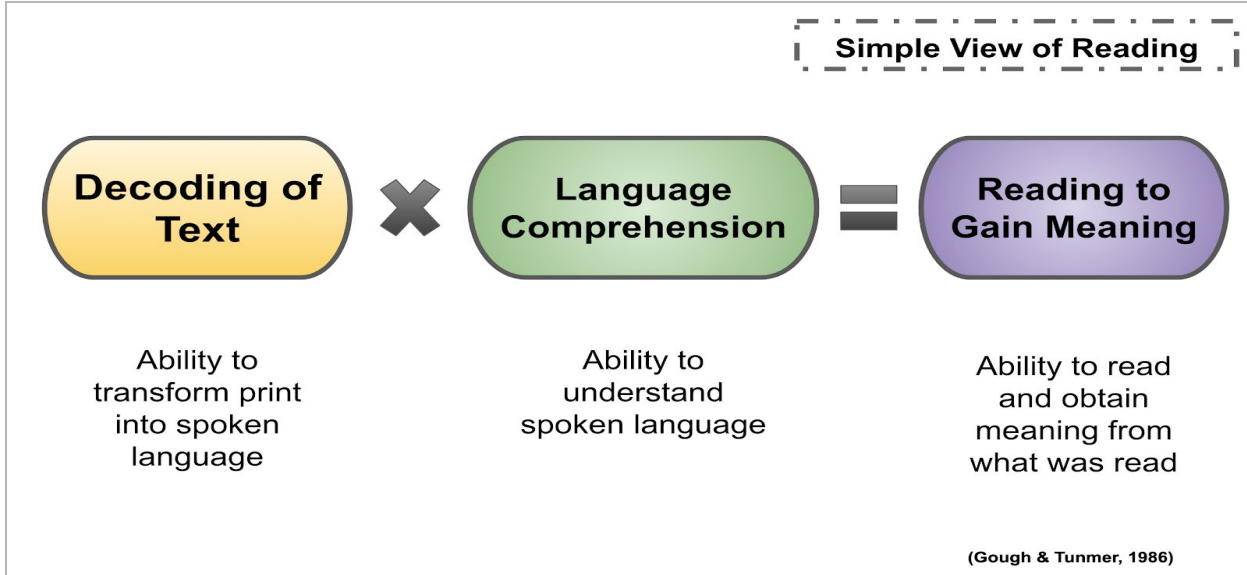 Simple View of Reading
Decoding of
Text
Language
Comprehension
Reading to
Gain Meaning
Ability to
transform print
into spoken
language
Ability to
understand
spoken language
Ability to read
and obtain
meaning from
what was read
(Gough & Tunmer, 1986)